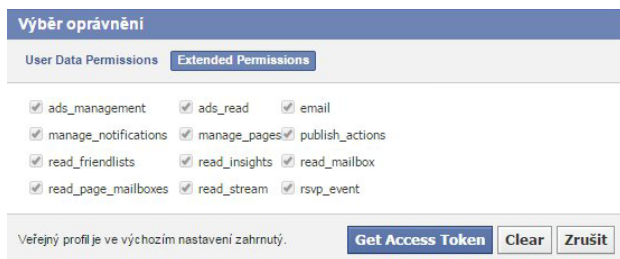 Výběr oprávnění
User Data Permissions Extended Permissions
ads_management ads_read email
manage_notifications manage_pages publish_actions
read_friendlists read_insights read_mailbox
read_page_mailboxes read_stream rsvp_event
Veřejný profil je ve výchozím nastavení zahrnutý. Get Access Token Clear Zrušit